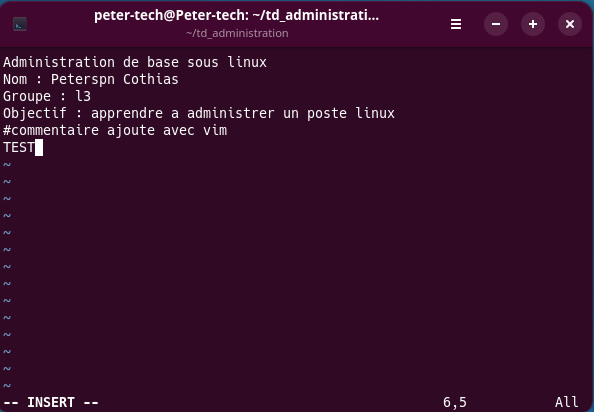 peter-tech@Peter-tech: ~/td_administrati...
~/td_administration
Administration de base sous linux
Nom : Peterspn Cothias
Groupe : l3
Objectif : apprendre a administrer un poste linux
#commentaire ajoute avec vim
TEST
~
~
~
~
~
~
~
~
~
~
~
~
~
~
-- INSERT -- 6,5 All